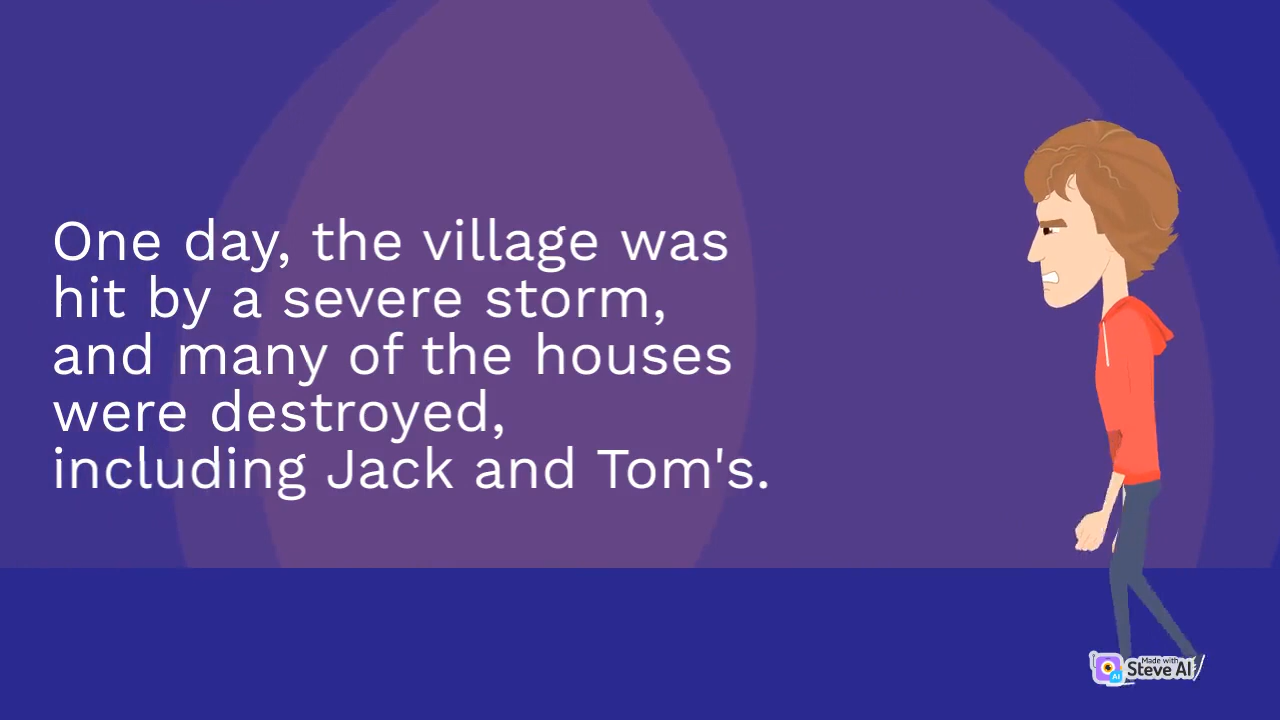 One day, the village was
hit by a severe storm,
and many of the houses
were destroyed,
including Jack and Tom's.
Made with
Steve AI
AI